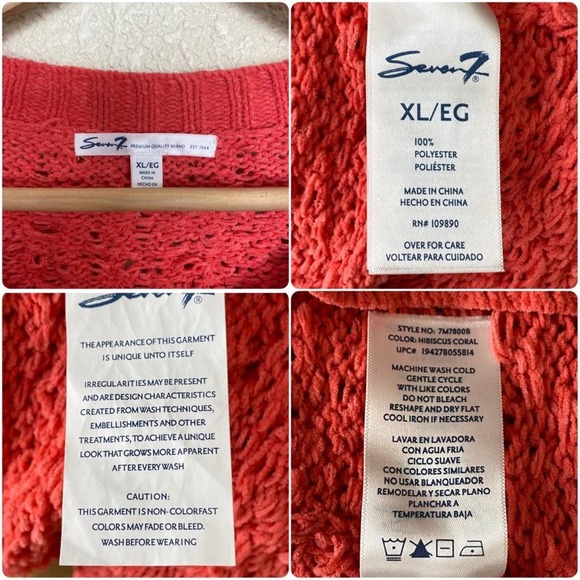 Seven7
PREMIUM QUALITY BRAND EST. 1964
XL/EG
MADE IN
CHINA
HECHO EN
Seven7®
XL/EG
100%
POLYESTER
POLIÉSTER
MADE IN CHINA
HECHO EN CHINA
RN# 109890
OVER FOR CARE
VOLTEAR PARA CUIDADO
Seven7®
THE APPEARANCE OF THIS GARMENT
IS UNIQUE UNTO ITSELF
IRREGULARITIES MAY BE PRESENT
AND ARE DESIGN CHARACTERISTICS
CREATED FROM WASH TECHNIQUES,
EMBELLISHMENTS AND OTHER
TREATMENTS, TO ACHIEVE A UNIQUE
LOOK THAT GROWS MORE APPARENT
AFTER EVERY WASH
CAUTION:
THIS GARMENT IS NON-COLORFAST
COLORS MAY FADE OR BLEED.
WASH BEFORE WEARING
STYLE NO: 7M7800B
COLOR: HIBISCUS CORAL
UPC# 194278055814
MACHINE WASH COLD
GENTLE CYCLE
WITH LIKE COLORS
DO NOT BLEACH
RESHAPE AND DRY FLAT
COOL IRON IF NECESSARY
LAVAR EN LAVADORA
CON AGUA FRIA
CICLO SUAVE
CON COLORES SIMILARES
NO USAR BLANQUEADOR
REMODELAR Y SECAR PLANO
PLANCHAR A
TEMPERATURA BAJA